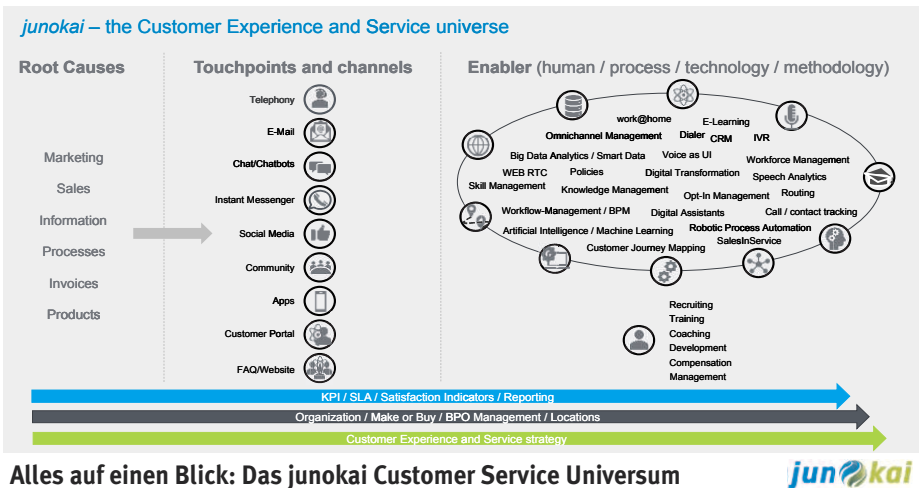 junokai – the Customer Experience and Service universe
Root Causes
Marketing
Sales
Information
Processes
Invoices
Products
Touchpoints and channels
Telephony
E-Mail
Chat/Chatbots
Instant Messenger
Social Media
Community
Apps
Customer Portal
FAQ/Website
Enabler (human / process / technology / methodology)
work@home
E-Learning
Omnichannel Management
Dialer
CRM
IVR
Big Data Analytics / Smart Data
Voice as UI
Workforce Management
WEB RTC
Policies
Digital Transformation
Speech Analytics
Skill Management
Knowledge Management
Opt-In Management
Routing
Workflow-Management / BPM
Digital Assistants
Call / contact tracking
Artificial Intelligence / Machine Learning
Robotic Process Automation
SalesInService
Customer Journey Mapping
Recruiting
Training
Coaching
Development
Compensation
Management
KPI / SLA / Satisfaction Indicators / Reporting
Organization / Make or Buy / BPO Management / Locations
Customer Experience and Service strategy
Alles auf einen Blick: Das junokai Customer Service Universum
junokai